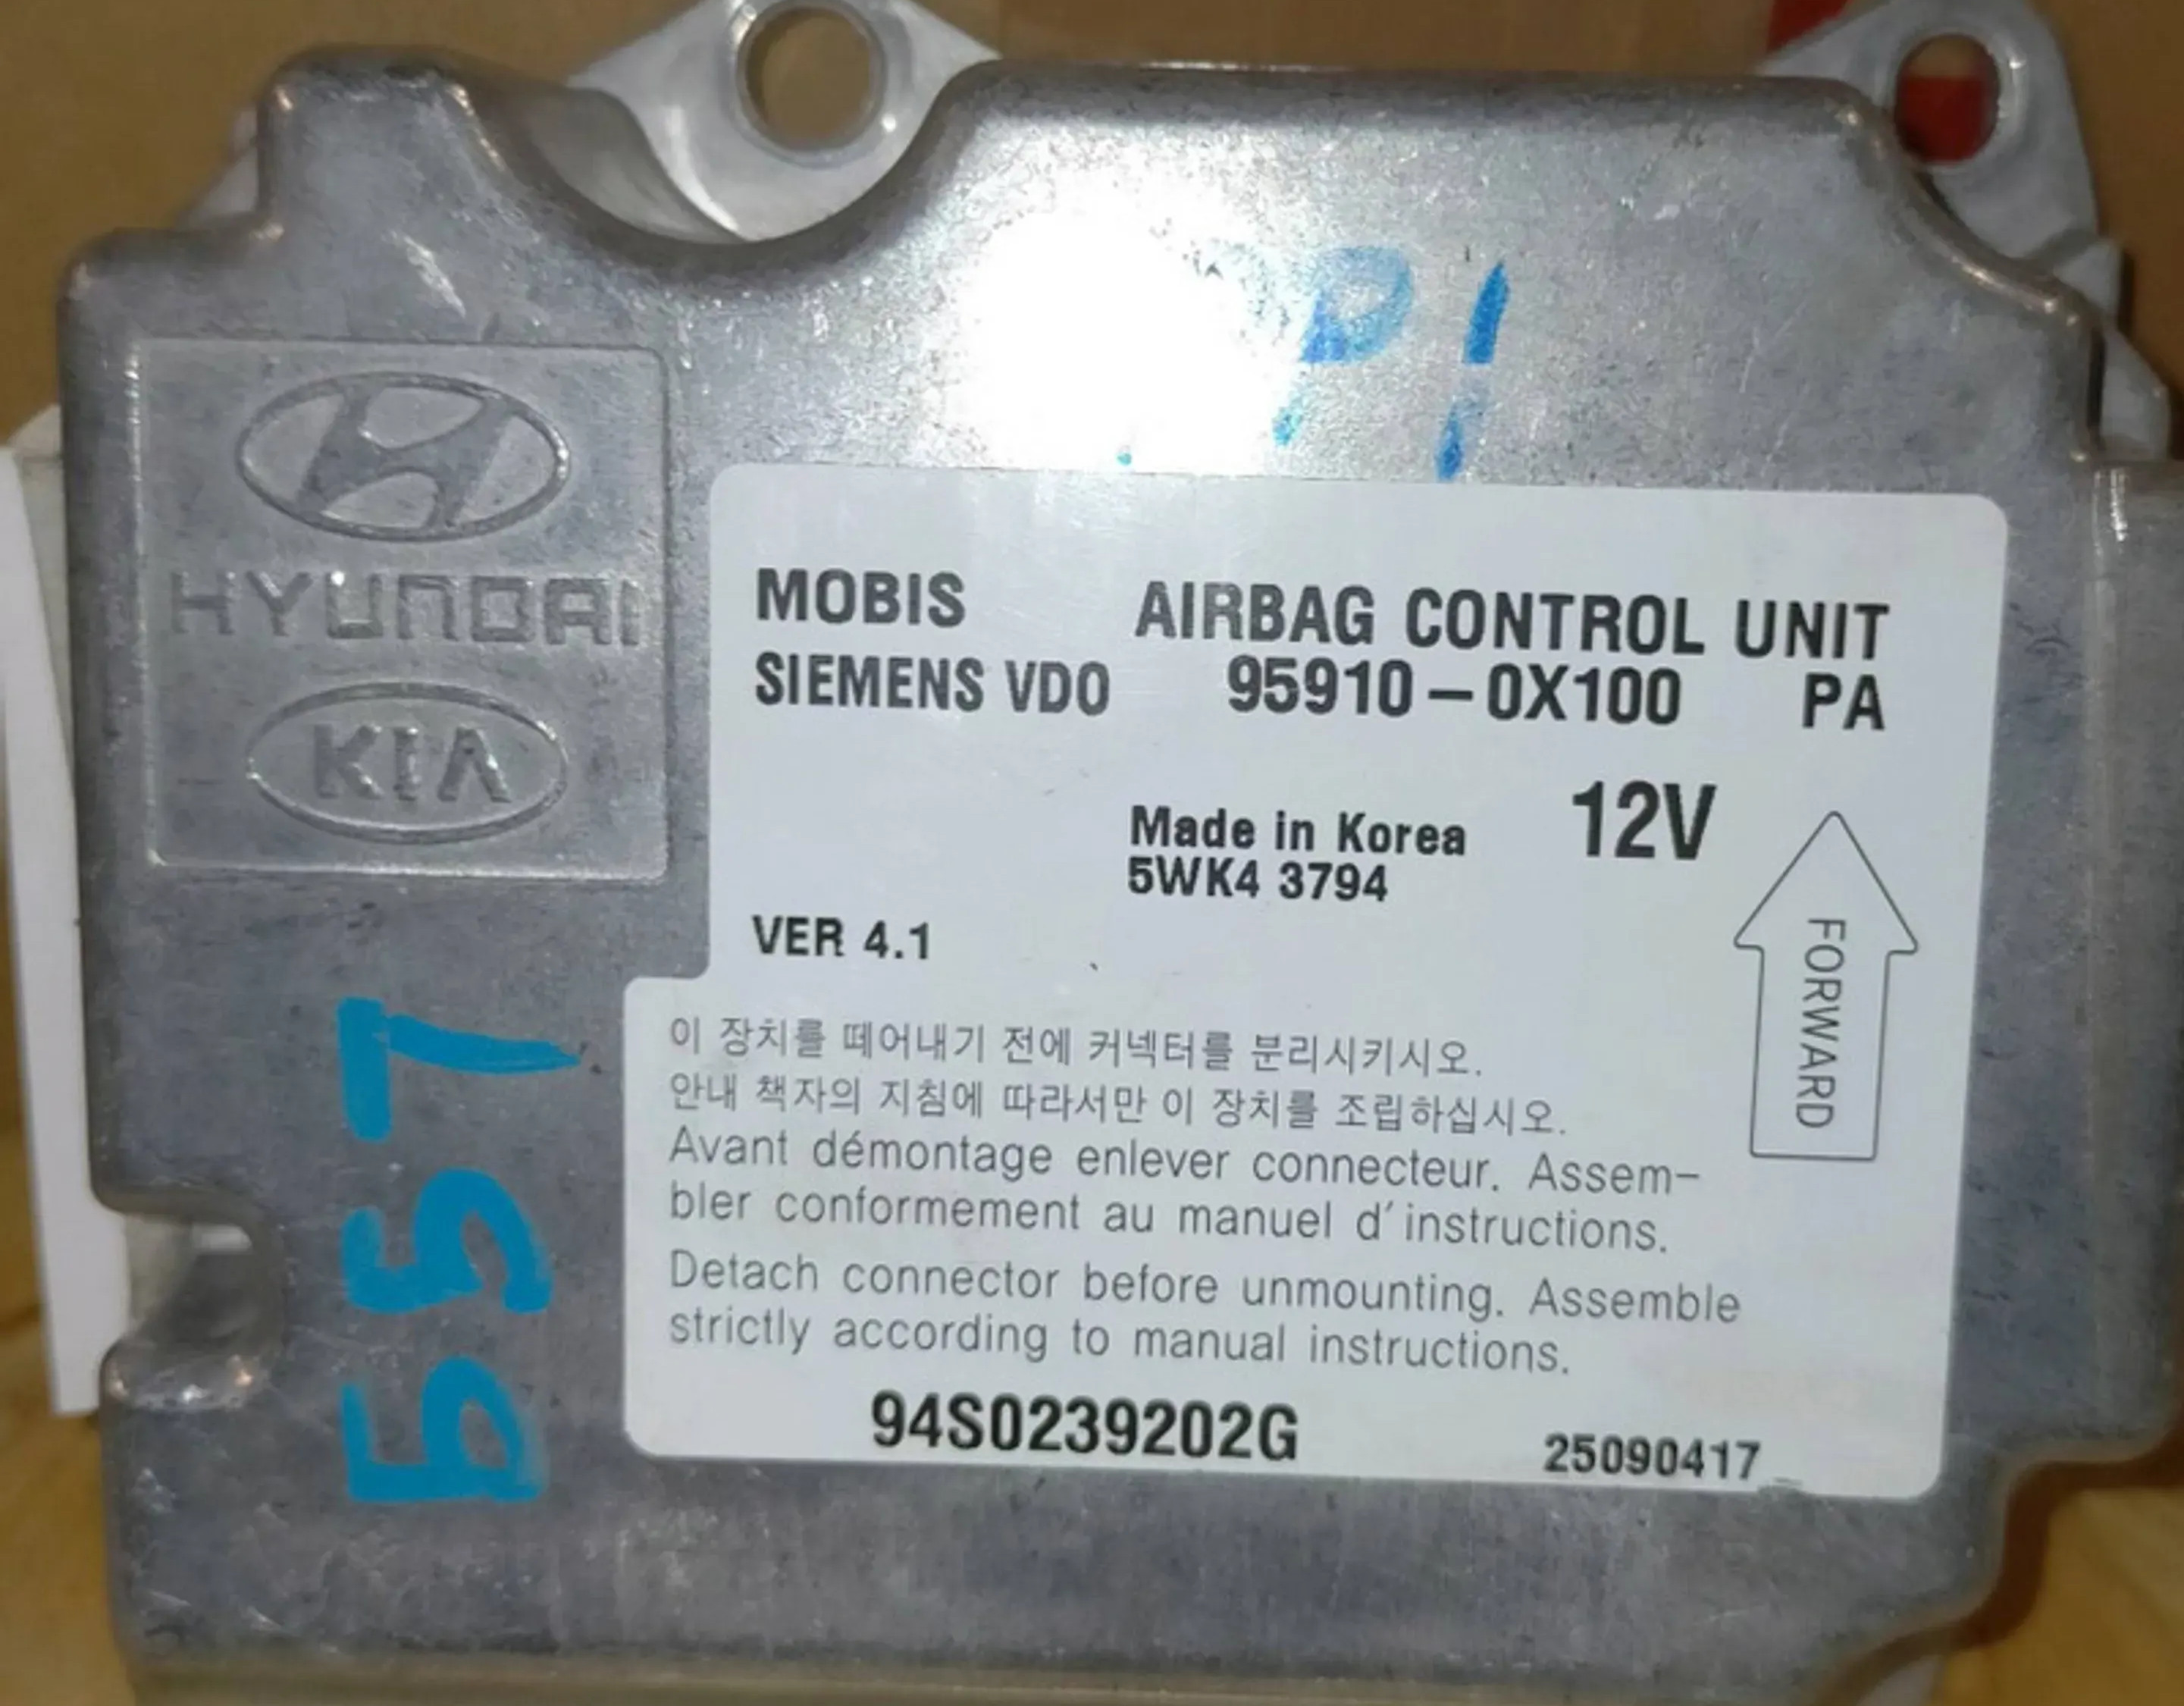 P1
HYUNDAI
KIA
MOBIS AIRBAG CONTROL UNIT
SIEMENS VDO 95910-0X100 PA
Made in Korea 12V
5WK4 3794
VER 4.1
FORWARD
이 장치를 떼어내기 전에 커넥터를 분리시키시오.
안내 책자의 지침에 따라서만 이 장치를 조립하십시오.
Avant démontage enlever connecteur. Assem-
bler conformement au manuel d'instructions.
Detach connector before unmounting. Assemble
strictly according to manual instructions.
94S0239202G 25090417